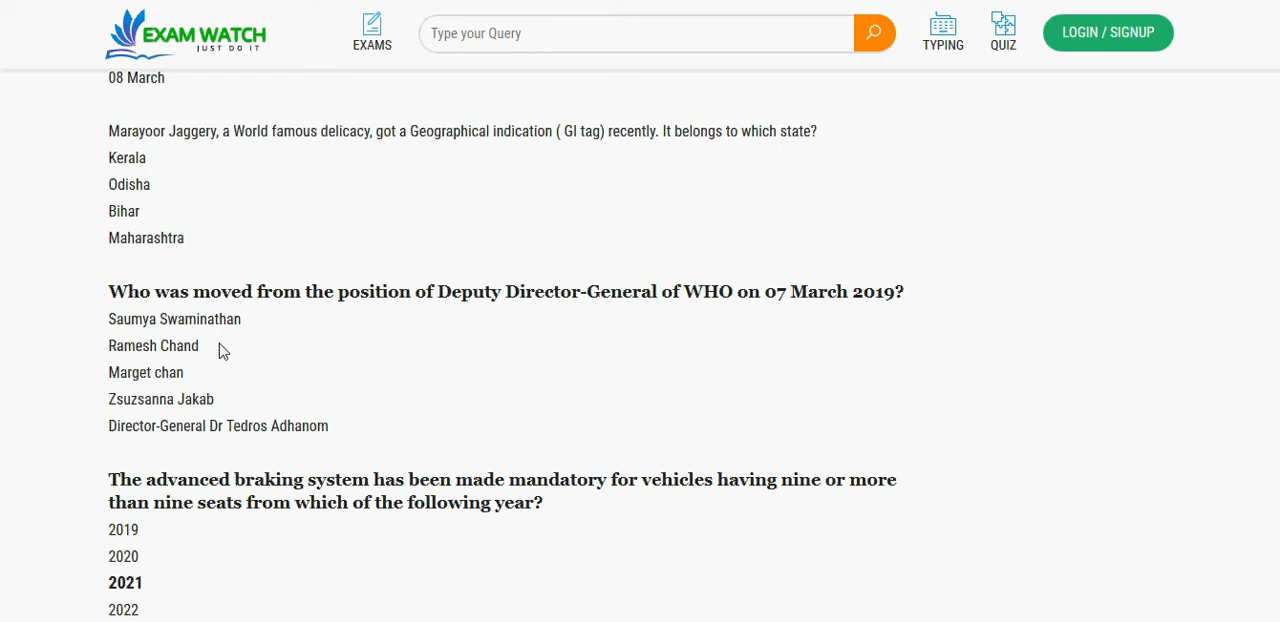 EXAM WATCH
JUST DO IT
EXAMS
Type your Query
TYPING
QUIZ
LOGIN / SIGNUP
08 March
Marayoor Jaggery, a World famous delicacy, got a Geographical indication ( GI tag) recently. It belongs to which state?
Kerala
Odisha
Bihar
Maharashtra
Who was moved from the position of Deputy Director-General of WHO on 07 March 2019?
Saumya Swaminathan
Ramesh Chand
Marget chan
Zsuzsanna Jakab
Director-General Dr Tedros Adhanom
The advanced braking system has been made mandatory for vehicles having nine or more
than nine seats from which of the following year?
2019
2020
2021
2022